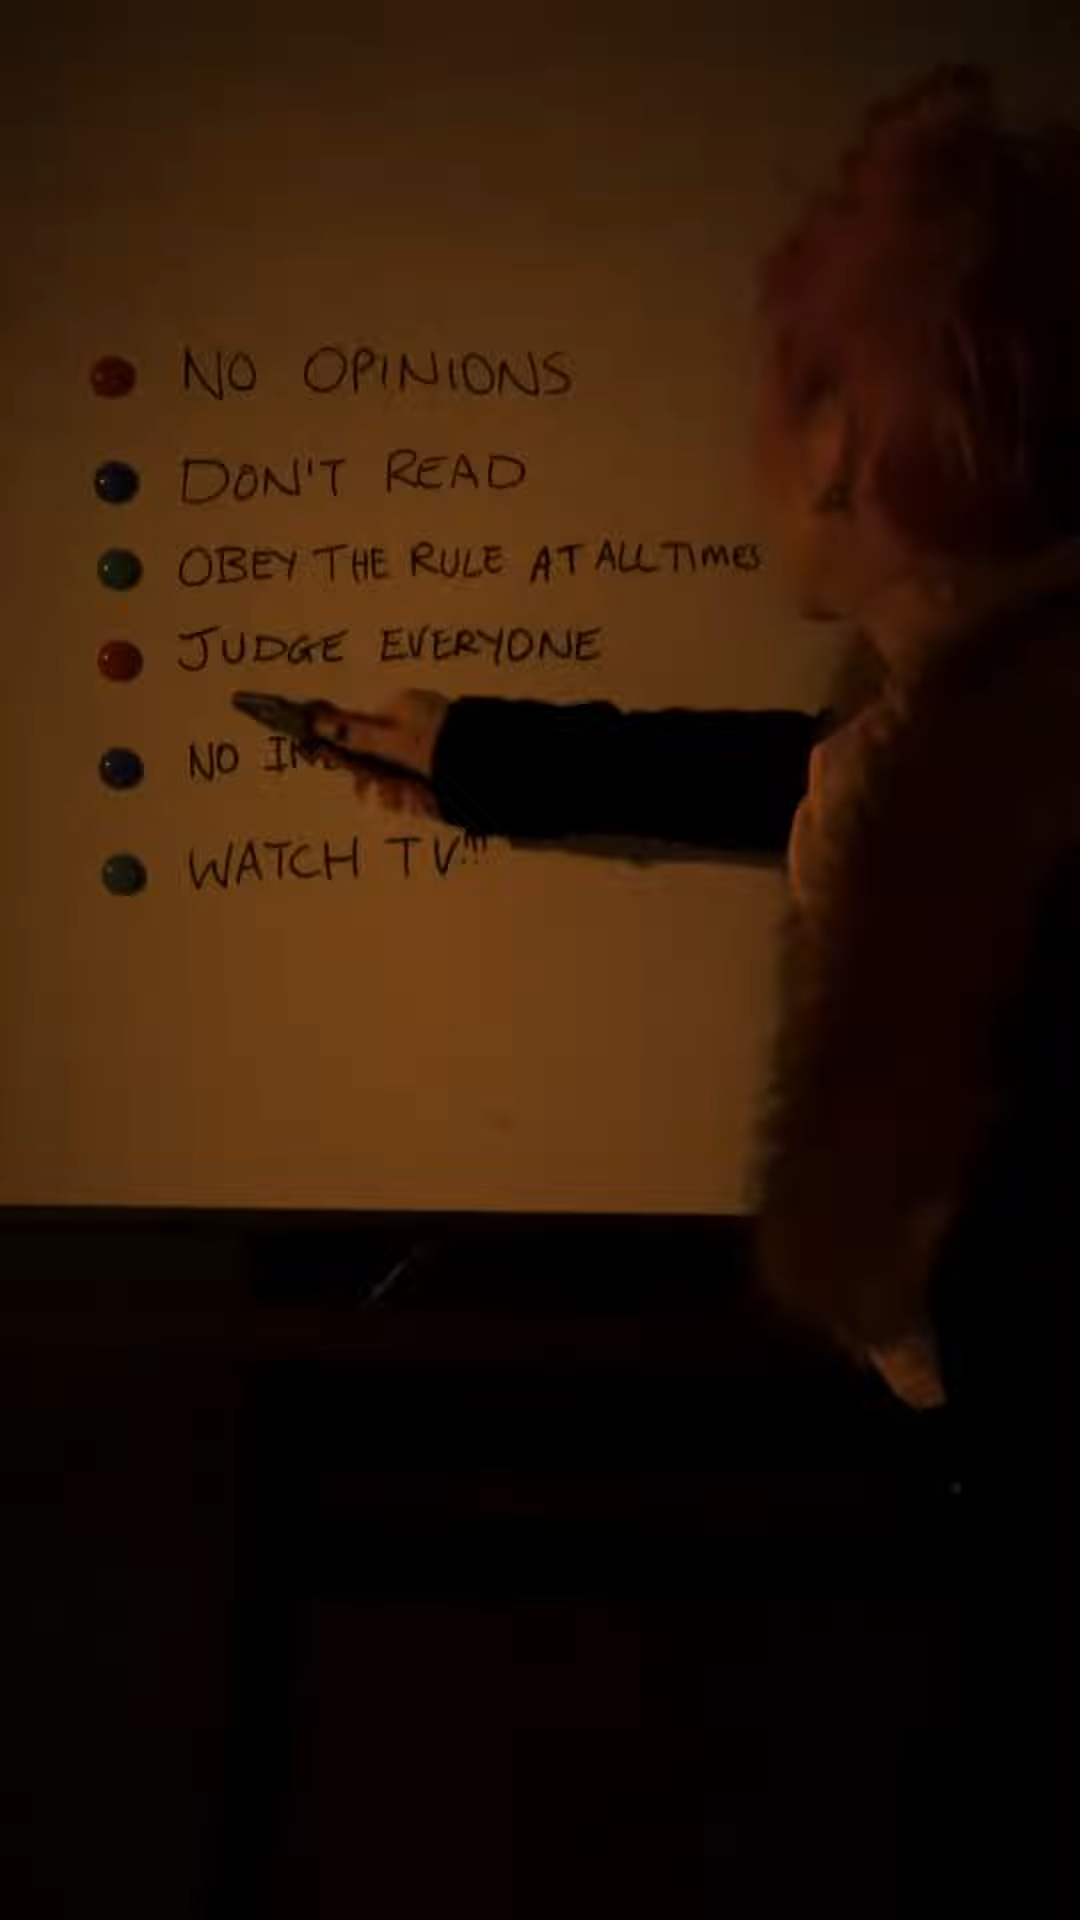 NO OPINIONS
DON'T READ
OBEY THE RULE AT ALL TIMES
JUDGE EVERYONE
NO
WATCH TV!!!